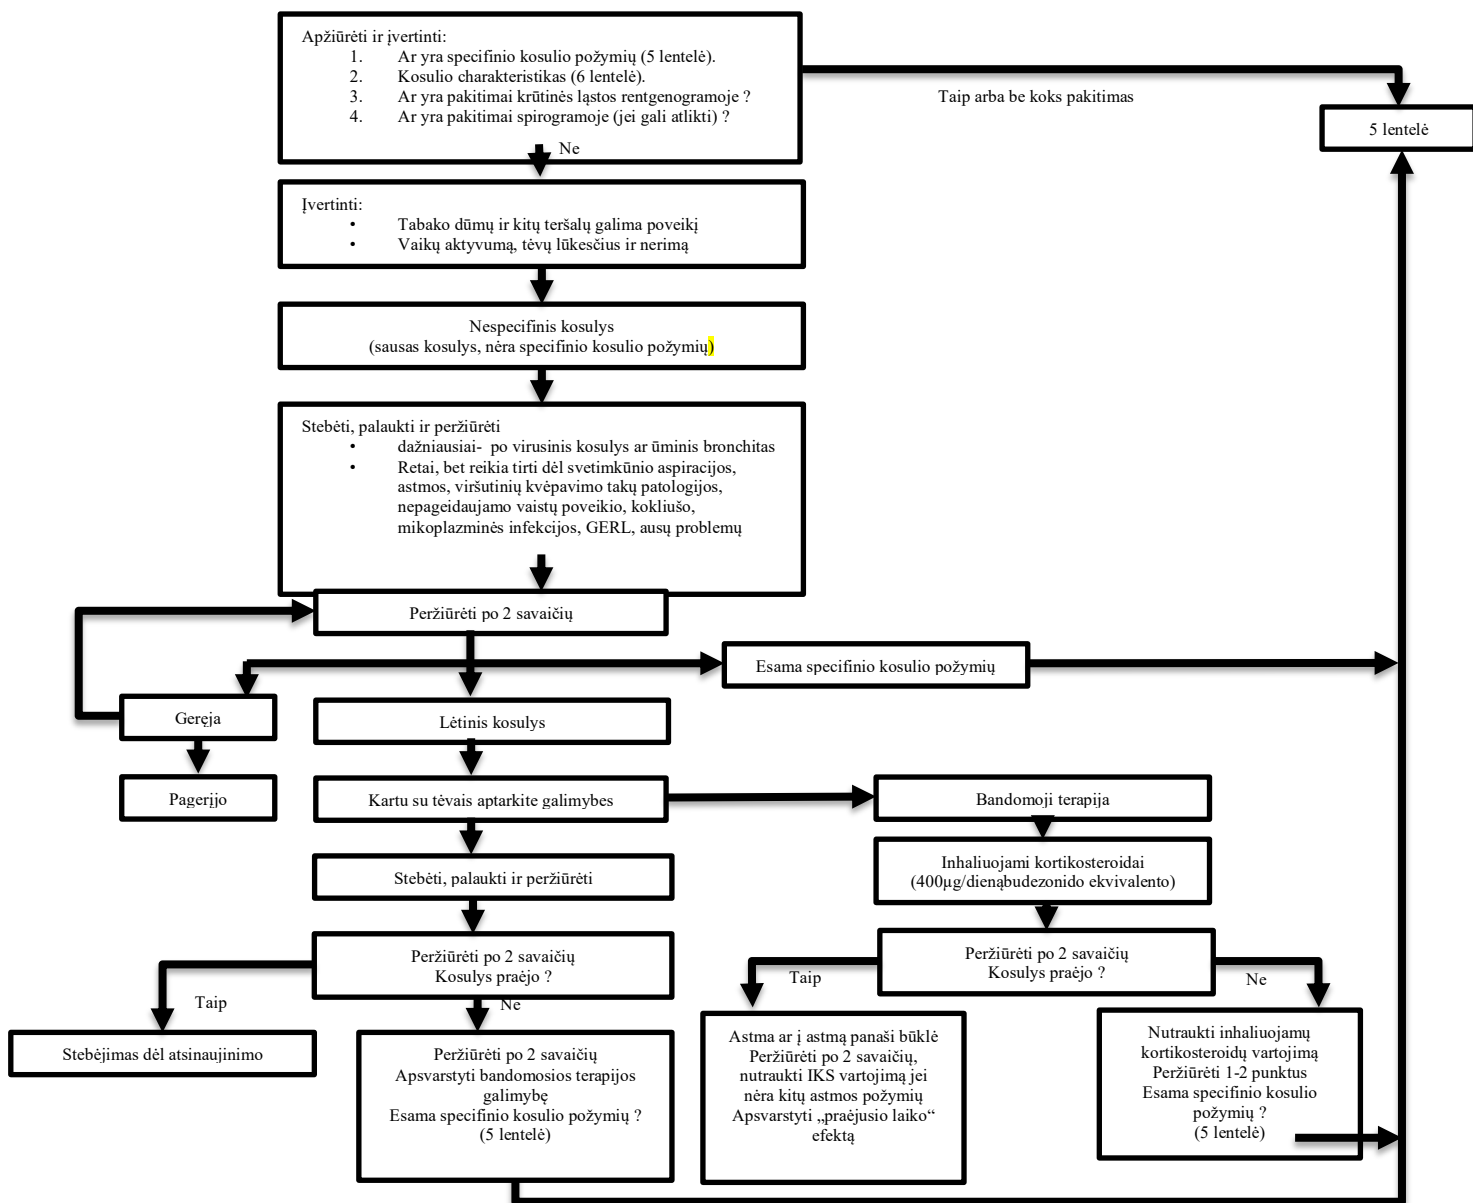 Apžiūrėti ir įvertinti:
1. Ar yra specifinio kosulio požymių (5 lentelė).
2. Kosulio charakteristikas (6 lentelė).
3. Ar yra pakitimai krūtinės ląstos rentgenogramoje ?
4. Ar yra pakitimai spirogramoje (jei gali atlikti) ?
Taip arba be koks pakitimas
5 lentelė
Ne
Įvertinti:
• Tabako dūmų ir kitų teršalų galima poveikį
• Vaikų aktyvumą, tėvų lūkesčius ir nerimą
Nespecifinis kosulys
(sausas kosulys, nėra specifinio kosulio požymių)
Stebėti, palaukti ir peržiūrėti
• dažniausiai- po virusinis kosulys ar ūminis bronchitas
• Retai, bet reikia tirti dėl svetimkūnio aspiracijos,
astmos, viršutinių kvėpavimo takų patologijos,
nepageidaujamo vaistų poveikio, kokliušo,
mikoplazminės infekcijos, GERL, ausų problemų
Peržiūrėti po 2 savaičių
Esama specifinio kosulio požymių
Gerėja
Lėtinis kosulys
Pagerėjo
Kartu su tėvais aptarkite galimybes
Bandomoji terapija
Stebėti, palaukti ir peržiūrėti
Inhaliuojami kortikosteroidai
(400µg/dienąbudezonido ekvivalento)
Peržiūrėti po 2 savaičių
Kosulys praėjo ?
Peržiūrėti po 2 savaičių
Kosulys praėjo ?
Taip
Ne
Taip
Ne
Stebėjimas dėl atsinaujinimo
Peržiūrėti po 2 savaičių
Apsvarstyti bandomosios terapijos
galimybę
Esama specifinio kosulio požymių ?
(5 lentelė)
Astma ar į astmą panaši būklė
Peržiūrėti po 2 savaičių,
nutraukti IKS vartojimą jei
nėra kitų astmos požymių
Apsvarstyti „praėjusio laiko“
efektą
Nutraukti inhaliuojamų
kortikosteroidų vartojimą
Peržiūrėti 1-2 punktus
Esama specifinio kosulio
požymių ?
(5 lentelė)